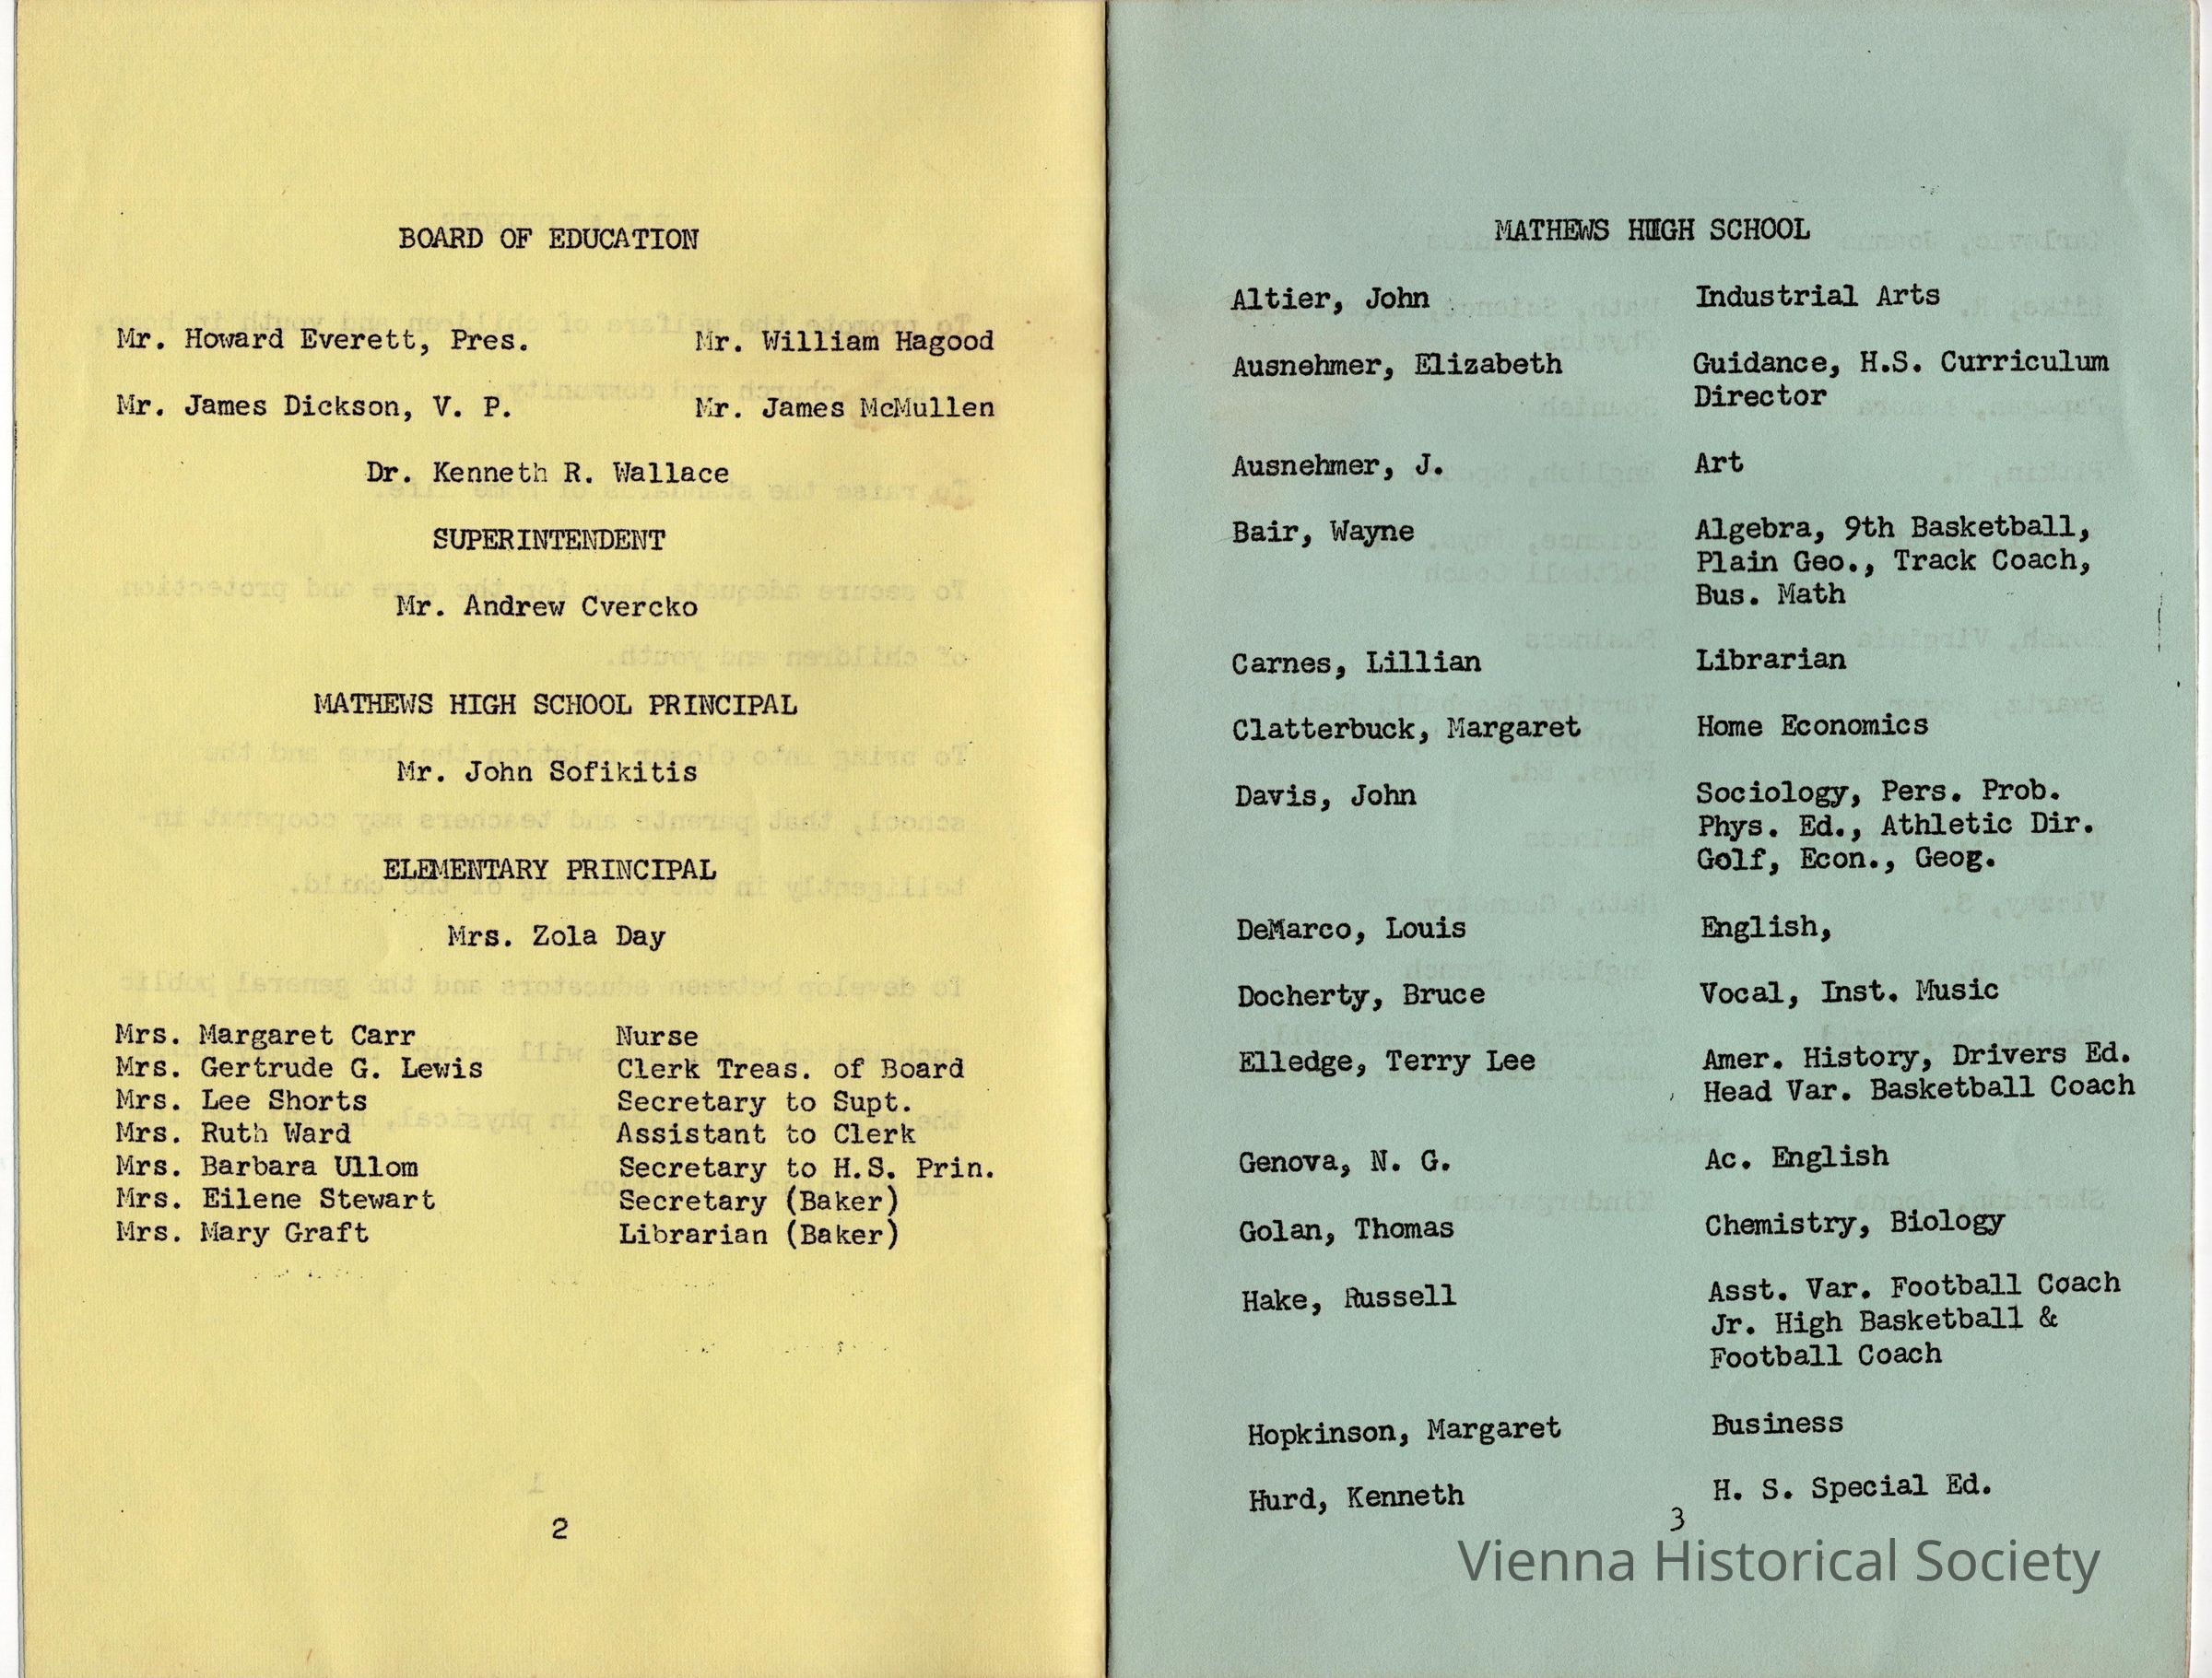 BOARD OF EDUCATION
Mr. Howard Everett, Pres. Mr. William Hagood
Mr. James Dickson, V. P. Mr. James McMullen
Dr. Kenneth R. Wallace
SUPERINTENDENT
Mr. Andrew Cvercko
MATHEWS HIGH SCHOOL PRINCIPAL
Mr. John Sofikitis
ELEMENTARY PRINCIPAL
Mrs. Zola Day
Mrs. Margaret Carr Nurse
Mrs. Gertrude G. Lewis Clerk Treas. of Board
Mrs. Lee Shorts Secretary to Supt.
Mrs. Ruth Ward Assistant to Clerk
Mrs. Barbara Ullom Secretary to H.S. Prin.
Mrs. Eilene Stewart Secretary (Baker)
Mrs. Mary Graft Librarian (Baker)
2
MATHEWS HIGH SCHOOL
Altier, John Industrial Arts
Ausnehmer, Elizabeth Guidance, H.S. Curriculum
Director
Ausnehmer, J. Art
Bair, Wayne Algebra, 9th Basketball,
Plain Geo., Track Coach,
Bus. Math
Carnes, Lillian Librarian
Clatterbuck, Margaret Home Economics
Davis, John Sociology, Pers. Prob.
Phys. Ed., Athletic Dir.
Golf, Econ., Geog.
DeMarco, Louis English,
Docherty, Bruce Vocal, Inst. Music
Elledge, Terry Lee Amer. History, Drivers Ed.
Head Var. Basketball Coach
Genova, N. G. Ac. English
Golan, Thomas Chemistry, Biology
Hake, Russell Asst. Var. Football Coach
Jr. High Basketball &
Football Coach
Hopkinson, Margaret Business
Hurd, Kenneth H. S. Special Ed.
3
Vienna Historical Society